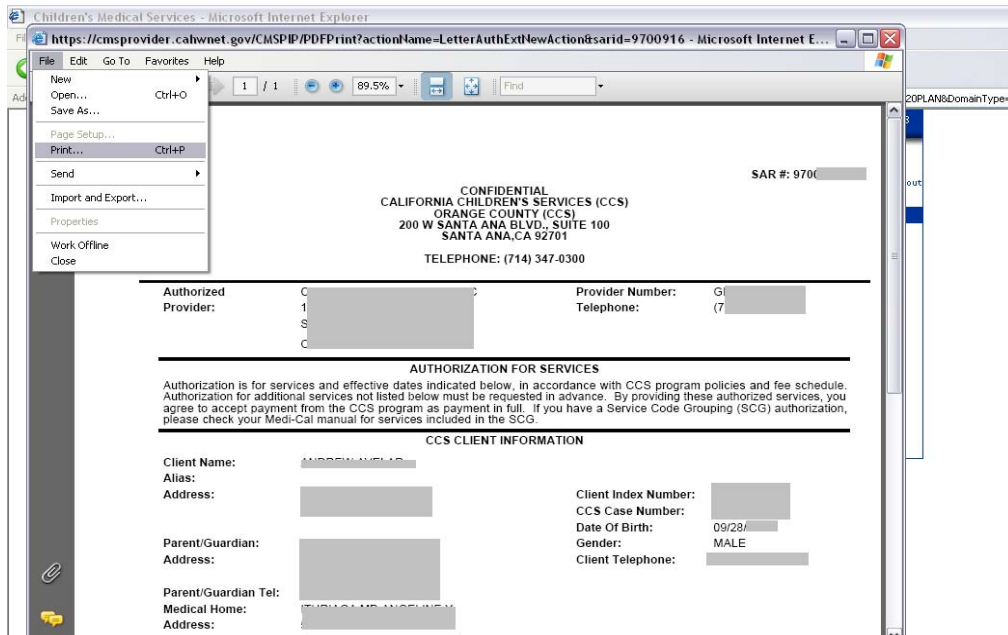 Children's Medical Services - Microsoft Internet Explorer
https://cmsprovider.cahwnet.gov/CMSPIP/PDFPrint?actionName=LetterAuthExtNewAction&sarid=9700916 - Microsoft Internet E...
File Edit Go To Favorites Help
New
Open... Ctrl+O
Save As...
Page Setup...
Print... Ctrl+P
Send
Import and Export...
Properties
Work Offline
Close
1 / 1 89.5% Find
20PLAN&DomainType=
out
SAR #: 970
CONFIDENTIAL
CALIFORNIA CHILDREN'S SERVICES (CCS)
ORANGE COUNTY (CCS)
200 W SANTA ANA BLVD., SUITE 100
SANTA ANA,CA 92701
TELEPHONE: (714) 347-0300
Authorized Provider:
Provider Number:
Telephone: (7
AUTHORIZATION FOR SERVICES
Authorization is for services and effective dates indicated below, in accordance with CCS program policies and fee schedule.
Authorization for additional services not listed below must be requested in advance. By providing these authorized services, you
agree to accept payment from the CCS program as payment in full. If you have a Service Code Grouping (SCG) authorization,
please check your Medi-Cal manual for services included in the SCG.
CCS CLIENT INFORMATION
Client Name:
Alias:
Address:
Client Index Number:
CCS Case Number:
Date Of Birth: 09/28/
Parent/Guardian:
Gender: MALE
Address:
Client Telephone:
Parent/Guardian Tel:
Medical Home:
Address: